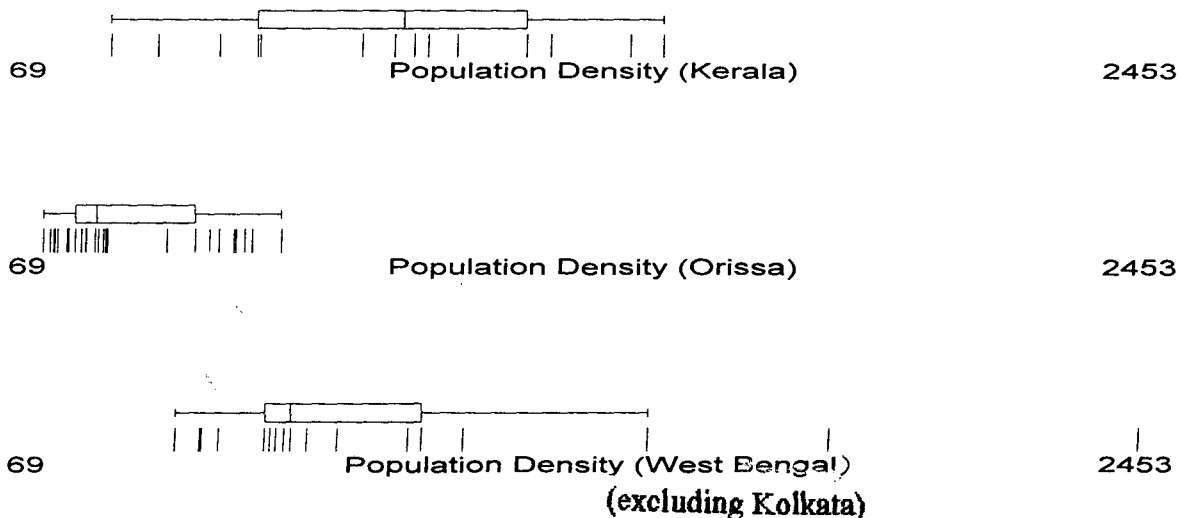 69 Population Density (Kerala) 2453
69 Population Density (Orissa) 2453
69 Population Density (West Bengal) 2453
(excluding Kolkata)